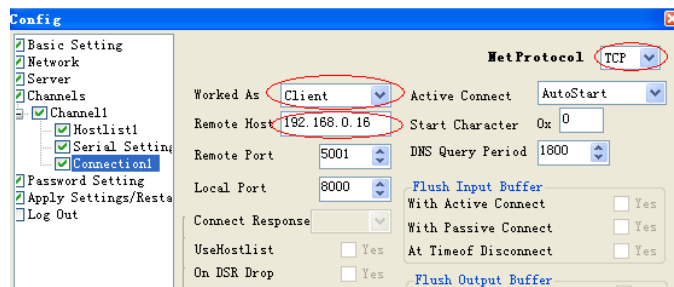 Config
Basic Setting
Network
Server
Channels
Channel1
Hostlist1
Serial Setting
Connection1
Password Setting
Apply Settings/Resta
Log Out
NetProtocol TCP
Worked As Client Active Connect AutoStart
Remote Host 192.168.0.16 Start Character 0x 0
Remote Port 5001 DNS Query Period 1800
Local Port 8000 Flush Input Buffer
With Active Connect Yes
Connect Response With Passive Connect Yes
UseHostlist Yes At Timeof Disconnect Yes
On DSR Drop Yes Flush Output Buffer